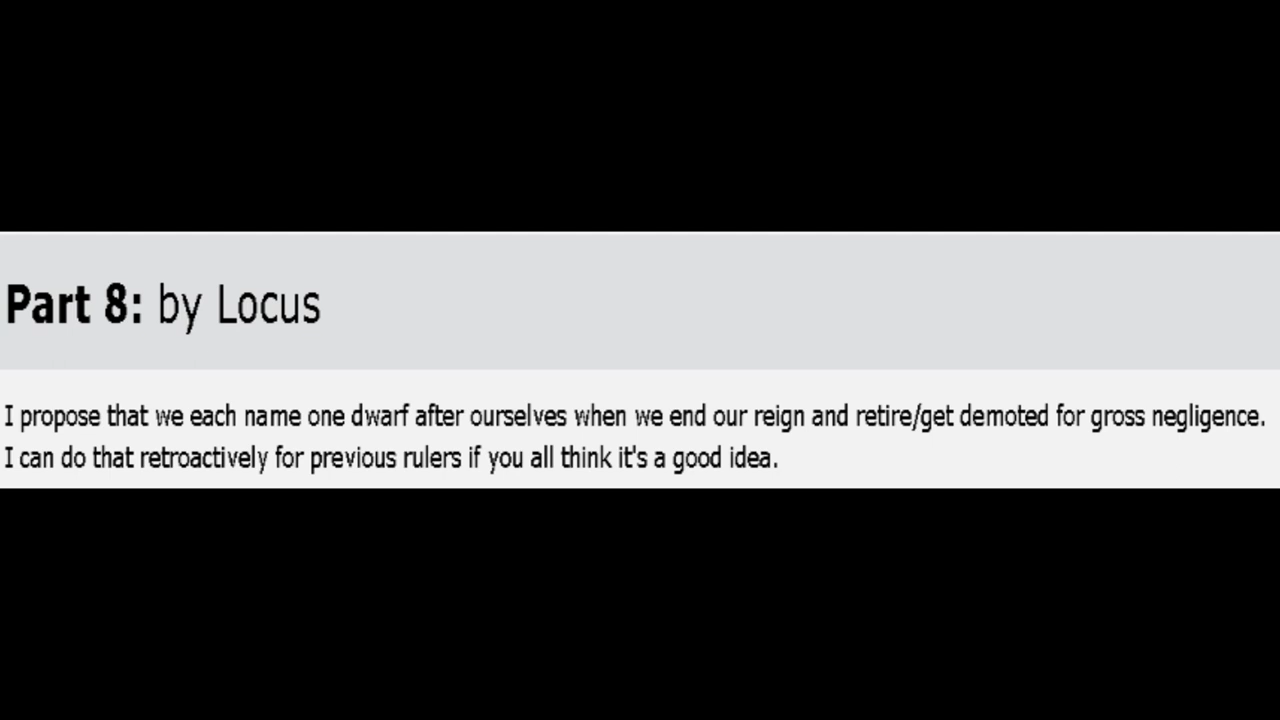 Part 8: by Locus
I propose that we each name one dwarf after ourselves when we end our reign and retire/get demoted for gross negligence.
I can do that retroactively for previous rulers if you all think it's a good idea.